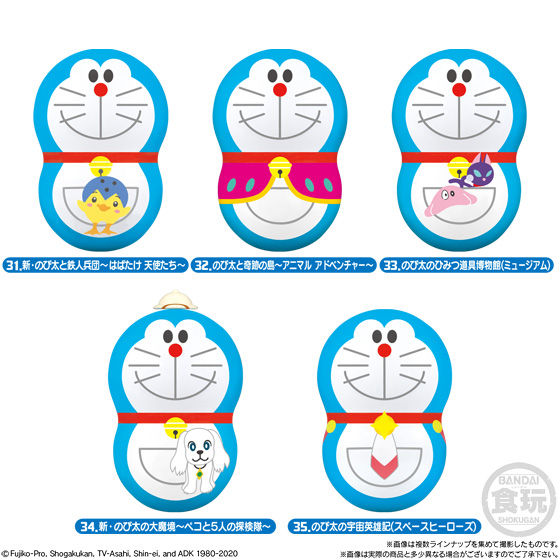 31.新・のび太と鉄人兵団～はばたけ 天使たち～
32.のび太と奇跡の島～アニマル アドベンチャー～
33.のび太のひみつ道具博物館(ミュージアム)
34.新・のび太の大魔境～ペコと5人の探検隊～
35.のび太の宇宙英雄記(スペースヒーローズ)
BANDAI
食玩
SHOKUGAN
©Fujiko-Pro, Shogakukan, TV-Asahi, Shin-ei, and ADK 1980-2020
※画像は複数ラインナップを集めて撮影したものです。
※画像は実際の商品とは多少異なる場合がございますのでご了承ください。